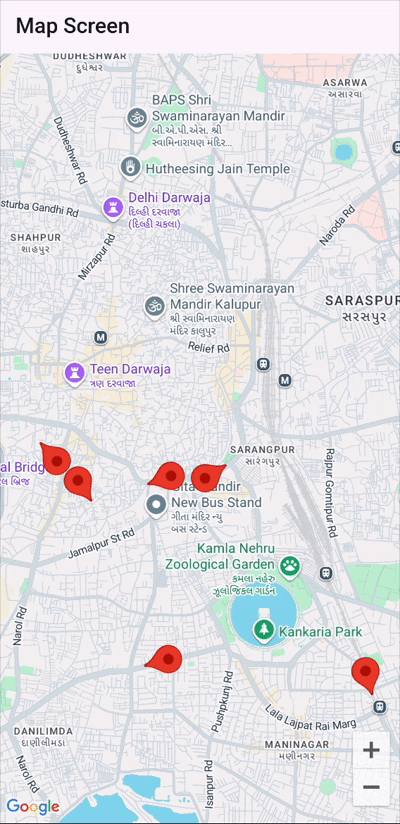 Map Screen
DUDHESHWAR
દુધેશ્વર
ASARWA
અસારવા
BAPS Shri
Swaminarayan Mandir
બી.એ.પી.એસ. શ્રી
સ્વામિનારાયણ મંદિર...
Dudheshwar Rd
Hutheesing Jain Temple
Delhi Darwaja
દિલ્હી દરવાજા
(દિલ્હી ચકલા)
sturba Gandhi Rd
Naroda Rd
SHAHPUR
શાહપુર
Mirzapur Rd
Shree Swaminarayan
Mandir Kalupur
શ્રી સ્વામિનારાયણ
મંદિર કાલુપુર
SARASPUR
સરસપુર
M
Relief Rd
Teen Darwaja
ત્રણ દરવાજા
M
SARANGPUR
સારંગપુર
al Bridge
લ બ્રિજ
Rajpur Gomtipur Rd
New Bus Stand
ગીતા મંદિર ન્યુ
બસ સ્ટેન્ડ
Jamalpur St Rd
Kamla Nehru
Zoological Garden
કમલા નહેરુ
ઝૂલોજિકલ ગાર્ડન
Narol Rd
Kankaria Park
Pushpkunj Rd
Lala Lajpat Rai Marg
DANILIMDA
દાણીલીમડા
MANINAGAR
મણીનગર
Narol Rd
Isanpur Rd
+
−
Google